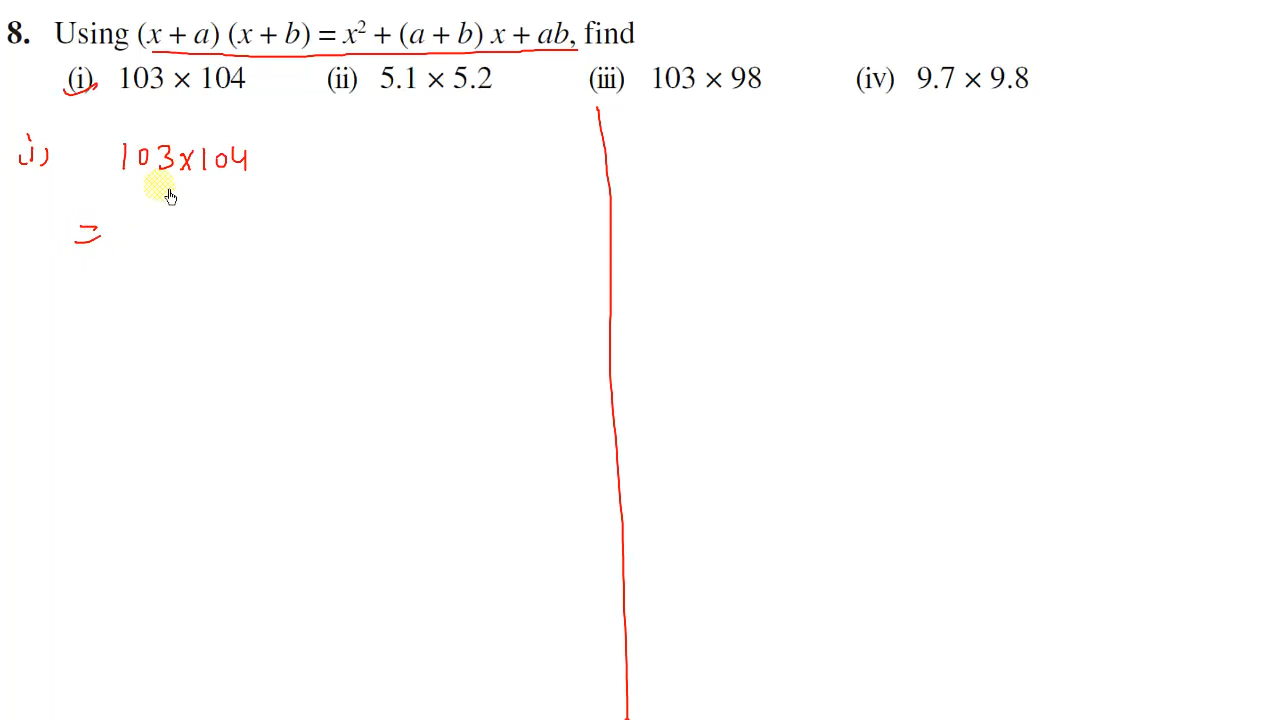 8. Using (x + a) (x + b) = x² + (a + b) x + ab, find
(i) 103 × 104 (ii) 5.1 × 5.2 (iii) 103 × 98 (iv) 9.7 × 9.8
i) 103×104
=